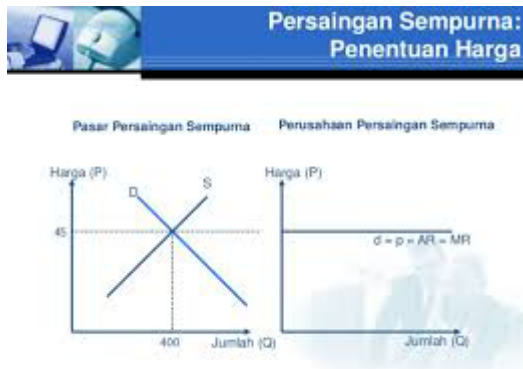 Persaingan Sempurna:
Penentuan Harga
Pasar Persaingan Sempurna
Perusahaan Persaingan Sempurna
Harga (P)
D
S
45
400
Jumlah (Q)
Harga (P)
d = p = AR = MR
Jumlah (Q)